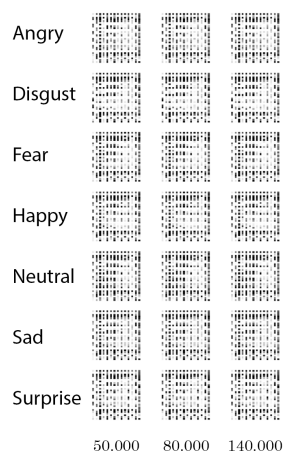 Angry
Disgust
Fear
Happy
Neutral
Sad
Surprise
50.000 80.000 140.000